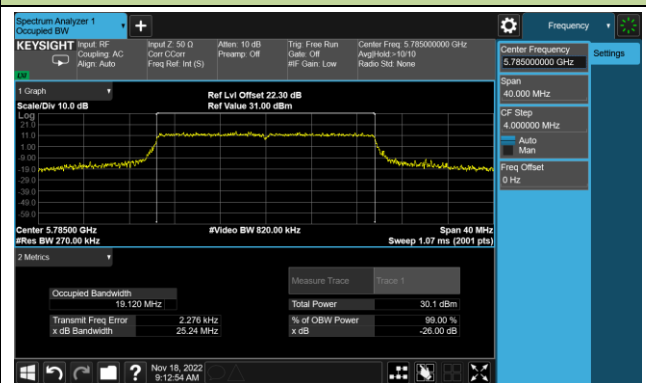 Spectrum Analyzer 1
Occupied BW
Frequency
KEYSIGHT
Input: RF
Coupling: AC
Align: Auto
Input Z: 50 Ω
Corr CCorr
Freq Ref: Int (S)
Atten: 10 dB
Preamp: Off
Trig: Free Run
Gate: Off
#IF Gain: Low
Center Freq: 5.785000000 GHz
Avg|Hold:>10/10
Radio Std: None
1 Graph
Scale/Div 10.0 dB
Ref Lvl Offset 22.30 dB
Ref Value 31.00 dBm
Log
21.0
11.0
1.00
-9.00
-19.0
-29.0
-39.0
-49.0
-59.0
Center 5.78500 GHz
#Res BW 270.00 kHz
#Video BW 820.00 kHz
Span 40 MHz
Sweep 1.07 ms (2001 pts)
2 Metrics
Measure Trace
Trace 1
Occupied Bandwidth
19.120 MHz
Total Power
30.1 dBm
Transmit Freq Error
2.276 kHz
% of OBW Power
99.00 %
x dB Bandwidth
25.24 MHz
x dB
-26.00 dB
Nov 18, 2022
9:12:54 AM
Center Frequency
5.785000000 GHz
Settings
Span
40.000 MHz
CF Step
4.000000 MHz
Auto
Man
Freq Offset
0 Hz